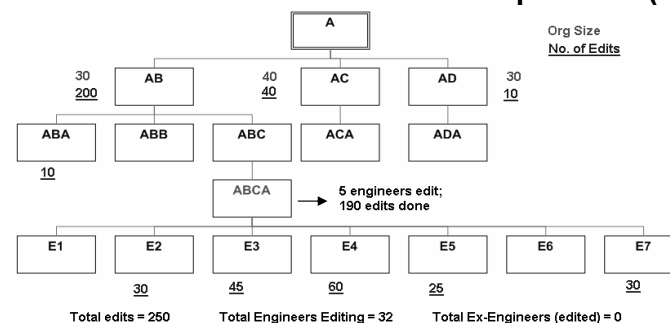 A
Org Size
No. of Edits
30
200
AB
40
40
AC
AD
30
10
ABA
ABB
ABC
ACA
ADA
10
ABCA
5 engineers edit;
190 edits done
E1
E2
E3
E4
E5
E6
E7
30
45
60
25
30
Total edits = 250
Total Engineers Editing = 32
Total Ex-Engineers (edited) = 0